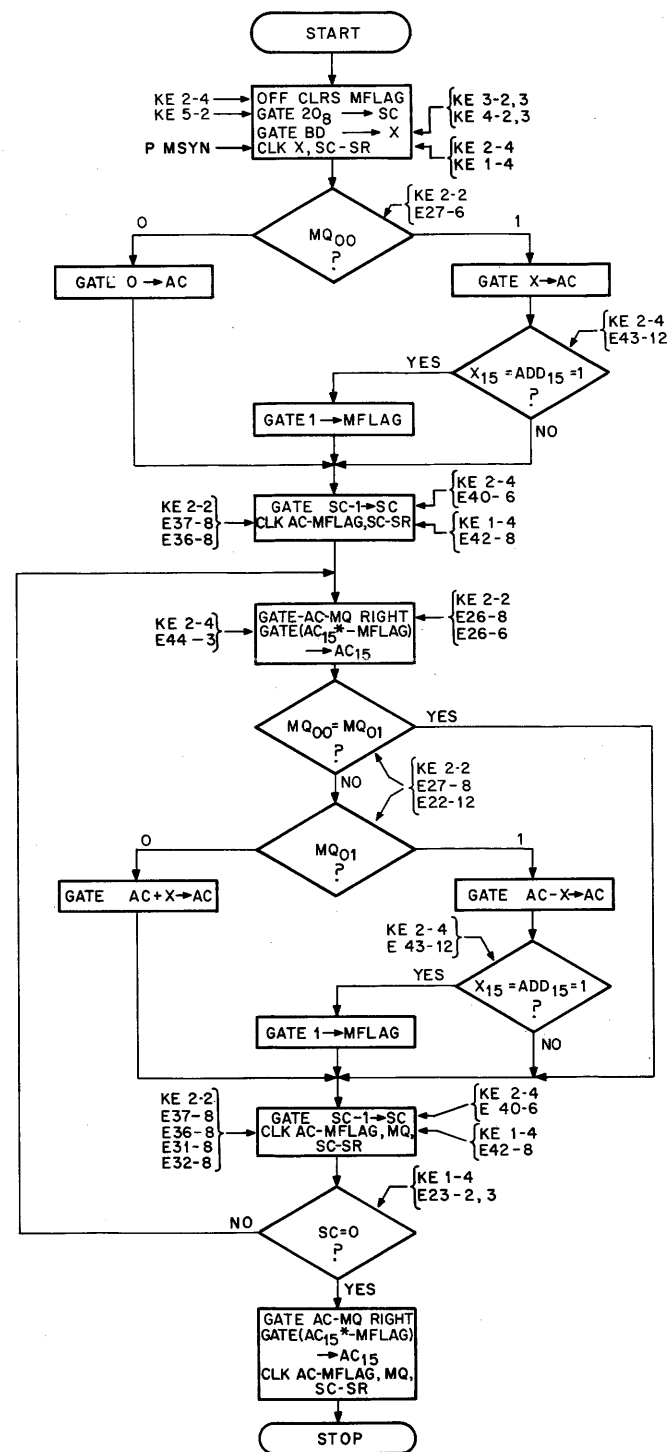 START
KE 2-4
KE 5-2
P MSYN
OFF CLRS MFLAG
GATE 20₈ → SC
GATE BD → X
CLK X, SC-SR
KE 3-2,3
KE 4-2,3
KE 2-4
KE 1-4
KE 2-2
E27-6
MQ₀₀
?
0
1
GATE 0 → AC
GATE X→AC
KE 2-4
E43-12
X₁₅=ADD₁₅=1
?
YES
NO
GATE 1→MFLAG
KE 2-2
E37-8
E36-8
GATE SC-1→SC
CLK AC-MFLAG,SC-SR
KE 2-4
E40-6
KE 1-4
E42-8
KE 2-4
E44-3
GATE-AC-MQ RIGHT
GATE(AC₁₅*-MFLAG)
→AC₁₅
KE 2-2
E26-8
E26-6
MQ₀₀=MQ₀₁
?
YES
NO
KE 2-2
E27-8
E22-12
MQ₀₁
?
0
1
GATE AC+X→AC
GATE AC-X→AC
KE 2-4
E 43-12
X₁₅=ADD₁₅=1
?
YES
NO
GATE 1→MFLAG
KE 2-2
E37-8
E36-8
E31-8
E32-8
GATE SC-1→SC
CLK AC-MFLAG, MQ,
SC-SR
KE 2-4
E 40-6
KE 1-4
E42-8
KE 1-4
E23-2, 3
SC=0
?
NO
YES
GATE AC-MQ RIGHT
GATE(AC₁₅*-MFLAG)
→AC₁₅
CLK AC-MFLAG, MQ,
SC-SR
STOP